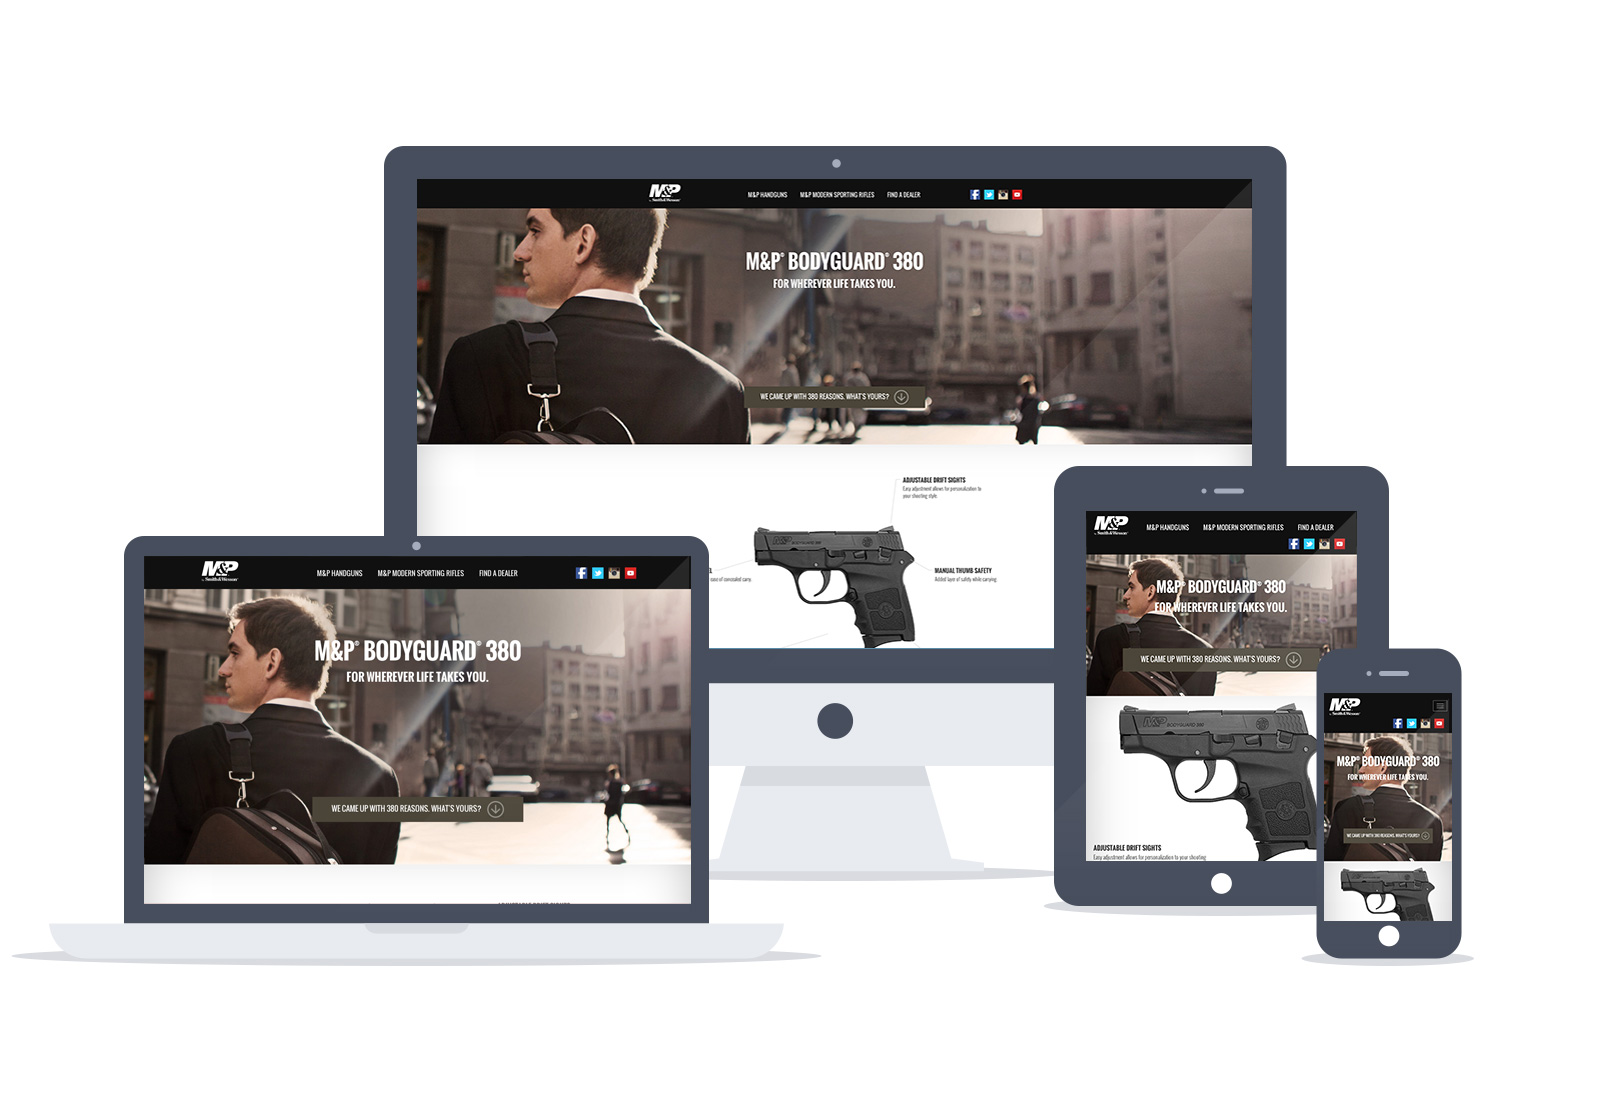 M&P
by Smith&Wesson
M&P HANDGUNS M&P MODERN SPORTING RIFLES FIND A DEALER
M&P® BODYGUARD® 380
FOR WHEREVER LIFE TAKES YOU.
WE CAME UP WITH 380 REASONS. WHAT'S YOURS?
ADJUSTABLE DRIFT SIGHTS
Easy adjustment allows for personalization to
your shooting style.
M&P BODYGUARD 380
EL
ease of concealed carry.
MANUAL THUMB SAFETY
Added layer of safety while carrying
M&P
by Smith&Wesson
M&P HANDGUNS M&P MODERN SPORTING RIFLES FIND A DEALER
M&P® BODYGUARD® 380
FOR WHEREVER LIFE TAKES YOU.
WE CAME UP WITH 380 REASONS. WHAT'S YOURS?
M&P
by Smith&Wesson
M&P HANDGUNS M&P MODERN SPORTING RIFLES FIND A DEALER
M&P® BODYGUARD® 380
FOR WHEREVER LIFE TAKES YOU.
WE CAME UP WITH 380 REASONS. WHAT'S YOURS?
M&P BODYGUARD 380
ADJUSTABLE DRIFT SIGHTS
Easy adjustment allows for personalization to your shooting
M&P
by Smith&Wesson
M&P® BODYGUARD® 380
FOR WHEREVER LIFE TAKES YOU.
WE CAME UP WITH 380 REASONS. WHAT'S YOURS?
M&P